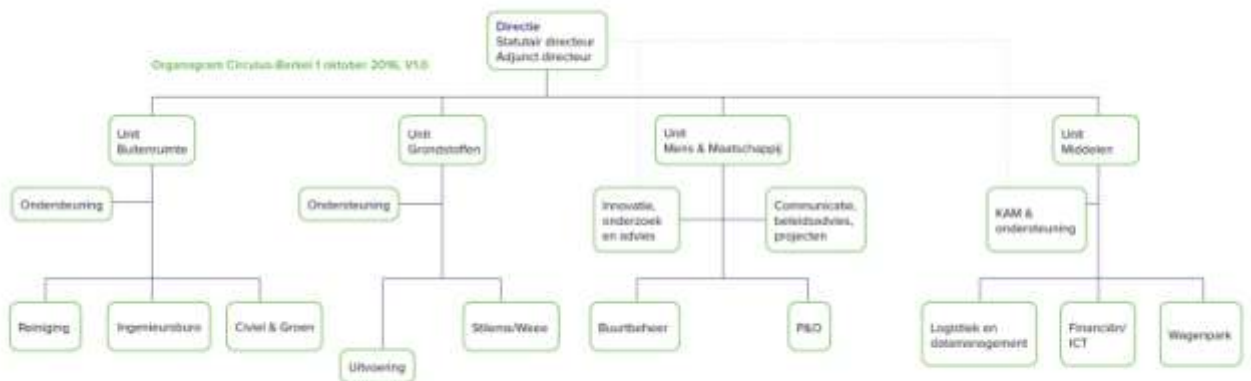 Directie
Statutair directeur
Adjunct directeur
Organogram Circulus-Berkel 1 oktober 2016, V1.0
Unit
Buitenruimte
Unit
Grondstoffen
Unit
Mens & Maatschappij
Unit
Middelen
Ondersteuning
Ondersteuning
Innovatie,
onderzoek
en advies
Communicatie,
beleidsadvies,
projecten
KAM &
ondersteuning
Reiniging
Ingenieursburo
Civiel & Groen
Uitvoering
Buurtbeheer
P&O
Logistiek en
datamanagement
Financiën/
ICT
Wagenpark